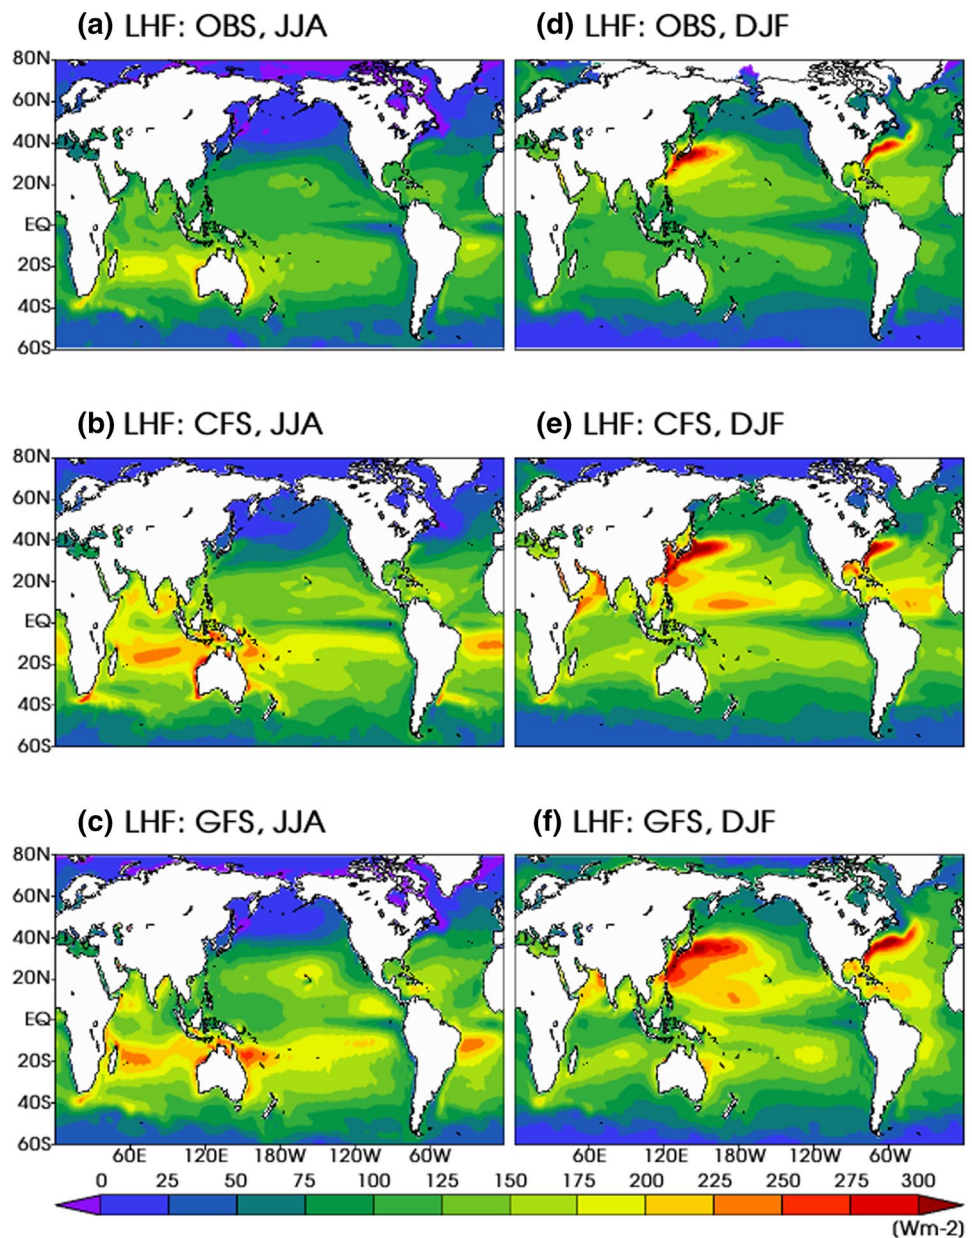 (a) LHF: OBS, JJA
(d) LHF: OBS, DJF
80N
60N
40N
20N
EQ
20S
40S
60S
(b) LHF: CFS, JJA
(e) LHF: CFS, DJF
80N
60N
40N
20N
EQ
20S
40S
60S
(c) LHF: GFS, JJA
(f) LHF: GFS, DJF
80N
60N
40N
20N
EQ
20S
40S
60S
60E 120E 180W 120W 60W 60E 120E 180W 120W 60W
0 25 50 75 100 125 150 175 200 225 250 275 300
(Wm-2)